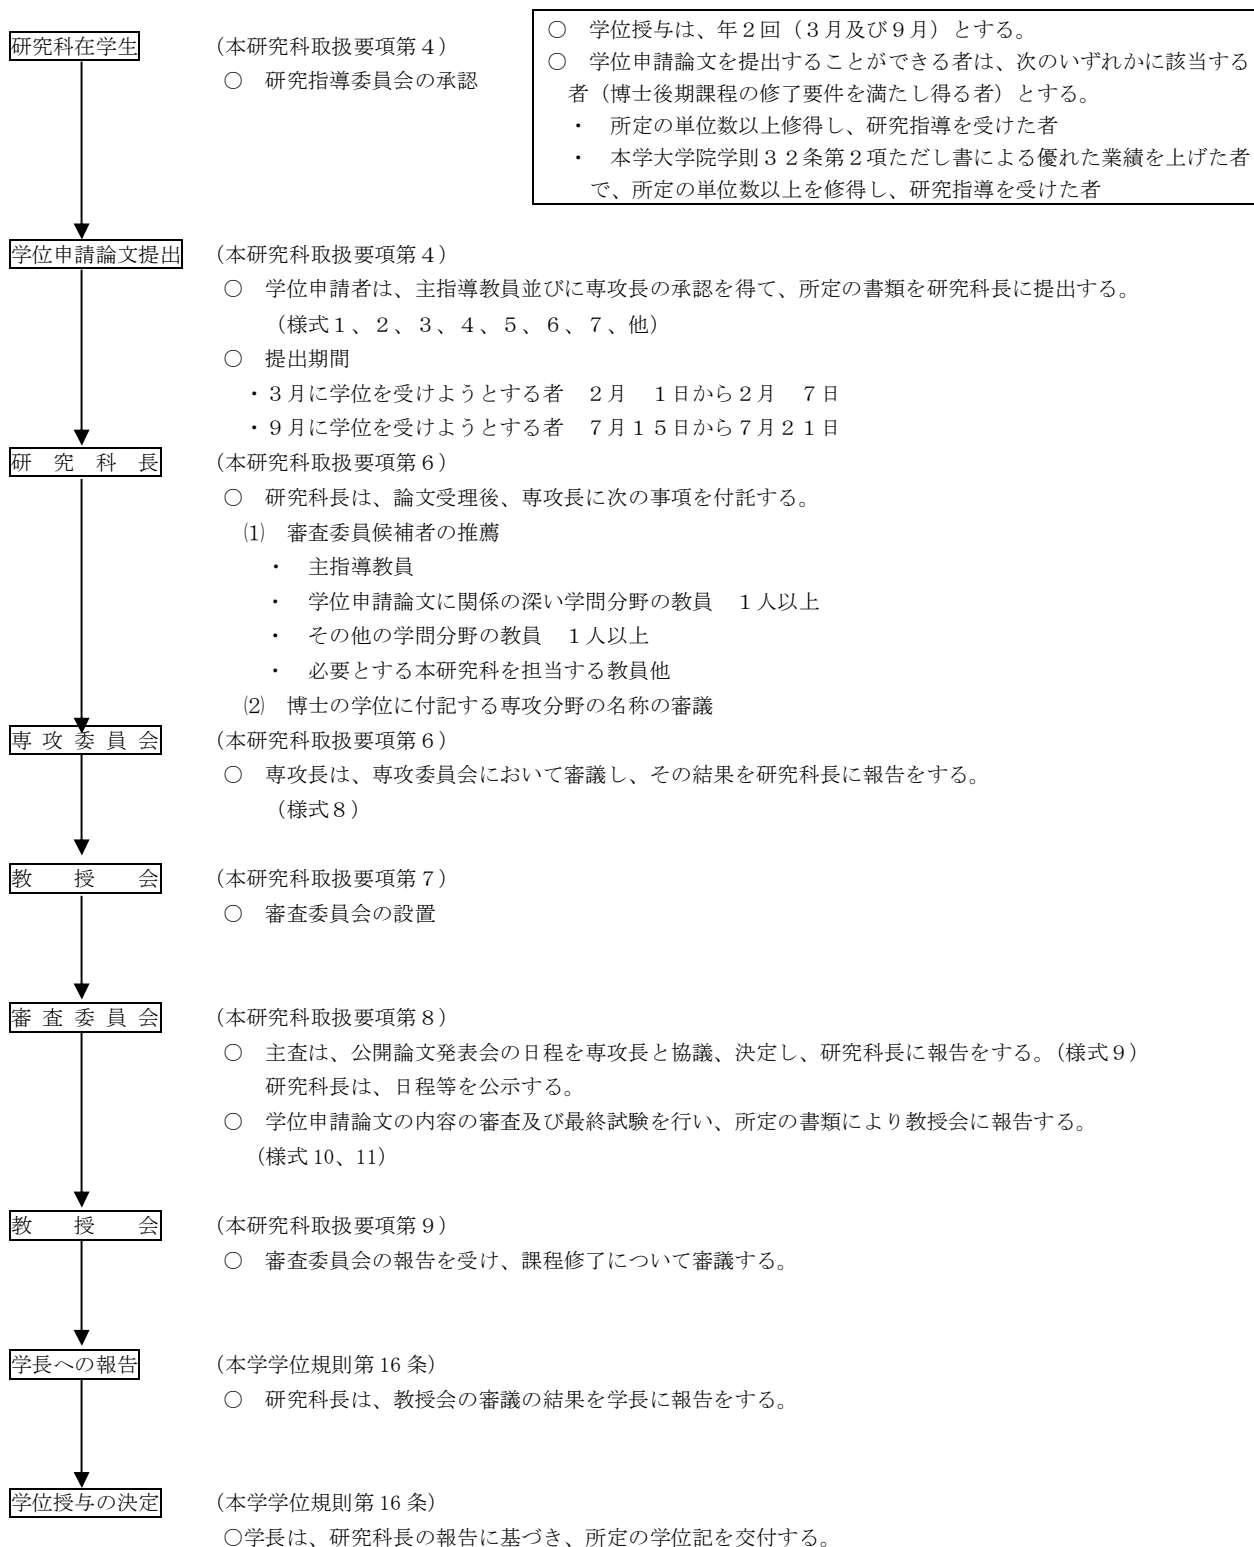 研究科在学生　（本研究科取扱要項第４）
○　研究指導委員会の承認
○　学位授与は、年２回（３月及び９月）とする。
○　学位申請論文を提出することができる者は、次のいずれかに該当する
者（博士後期課程の修了要件を満たし得る者）とする。
・　所定の単位数以上修得し、研究指導を受けた者
・　本学大学院学則３２条第２項ただし書による優れた業績を上げた者
で、所定の単位数以上を修得し、研究指導を受けた者
学位申請論文提出　（本研究科取扱要項第４）
○　学位申請者は、主指導教員並びに専攻長の承認を得て、所定の書類を研究科長に提出する。
（様式１、２、３、４、５、６、７、他）
○　提出期間
・３月に学位を受けようとする者　２月　１日から２月　７日
・９月に学位を受けようとする者　７月１５日から７月２１日
研　究　科　長　（本研究科取扱要項第６）
○　研究科長は、論文受理後、専攻長に次の事項を付託する。
⑴　審査委員候補者の推薦
・　主指導教員
・　学位申請論文に関係の深い学問分野の教員　１人以上
・　その他の学問分野の教員　１人以上
・　必要とする本研究科を担当する教員他
⑵　博士の学位に付記する専攻分野の名称の審議
専 攻 委 員 会　（本研究科取扱要項第６）
○　専攻長は、専攻委員会において審議し、その結果を研究科長に報告をする。
（様式８）
教　　授　　会　（本研究科取扱要項第７）
○　審査委員会の設置
審 査 委 員 会　（本研究科取扱要項第８）
○　主査は、公開論文発表会の日程を専攻長と協議、決定し、研究科長に報告をする。（様式９）
研究科長は、日程等を公示する。
○　学位申請論文の内容の審査及び最終試験を行い、所定の書類により教授会に報告する。
（様式 10、11）
教　　授　　会　（本研究科取扱要項第９）
○　審査委員会の報告を受け、課程修了について審議する。
学長への報告　（本学学位規則第 16 条）
○　研究科長は、教授会の審議の結果を学長に報告をする。
学位授与の決定　（本学学位規則第 16 条）
○学長は、研究科長の報告に基づき、所定の学位記を交付する。